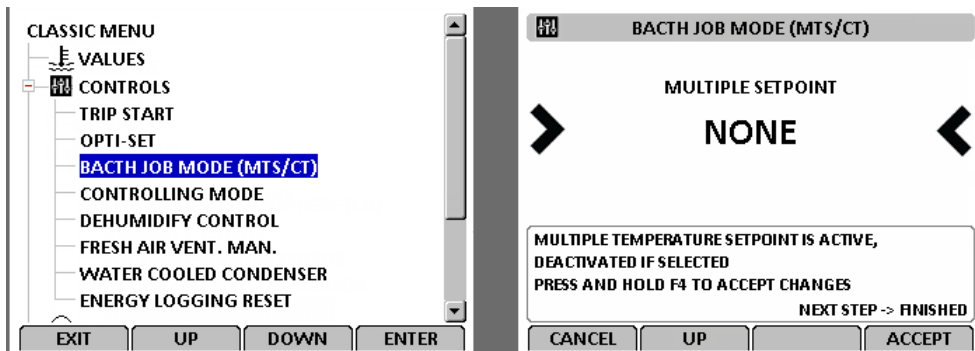 CLASSIC MENU
VALUES
CONTROLS
TRIP START
OPTI-SET
BACTH JOB MODE (MTS/CT)
CONTROLLING MODE
DEHUMIDIFY CONTROL
FRESH AIR VENT. MAN.
WATER COOLED CONDENSER
ENERGY LOGGING RESET
EXIT UP DOWN ENTER
BACTH JOB MODE (MTS/CT)
MULTIPLE SETPOINT
NONE
MULTIPLE TEMPERATURE SETPOINT IS ACTIVE,
DEACTIVATED IF SELECTED
PRESS AND HOLD F4 TO ACCEPT CHANGES
NEXT STEP -> FINISHED
CANCEL UP ACCEPT